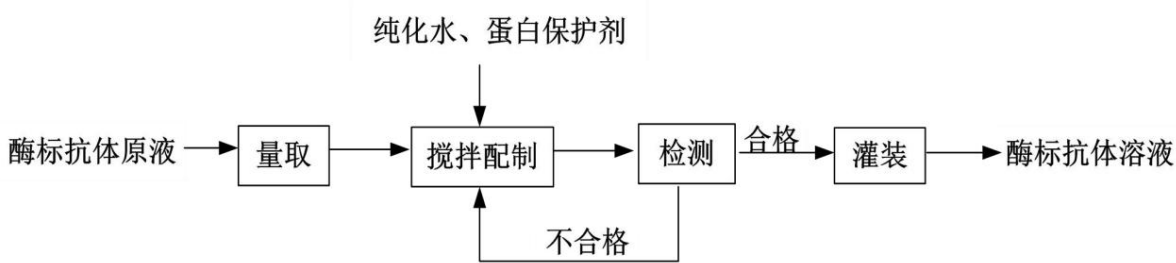 纯化水、蛋白保护剂
酶标抗体原液
量取
搅拌配制
检测
合格
灌装
酶标抗体溶液
不合格